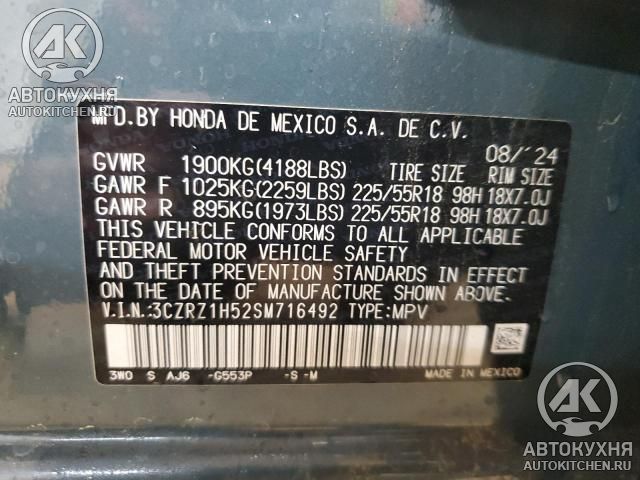 АВТОКУХНЯ
AUTOKITCHEN.RU
MFD.BY HONDA DE MEXICO S.A. DE C.V.
08/´24
GVWR 1900KG(4188LBS) TIRE SIZE RIM SIZE
GAWR F 1025KG(2259LBS) 225/55R18 98H 18X7.0J
GAWR R 895KG(1973LBS) 225/55R18 98H 18X7.0J
THIS VEHICLE CONFORMS TO ALL APPLICABLE
FEDERAL MOTOR VEHICLE SAFETY
AND THEFT PREVENTION STANDARDS IN EFFECT
ON THE DATE OF MANUFACTURE SHOWN ABOVE.
V.I.N.:3CZRZ1H52SM716492 TYPE:MPV
3W0 S AJ6 -G553P -S -M MADE IN MEXICO
АВТОКУХНЯ
AUTOKITCHEN.RU